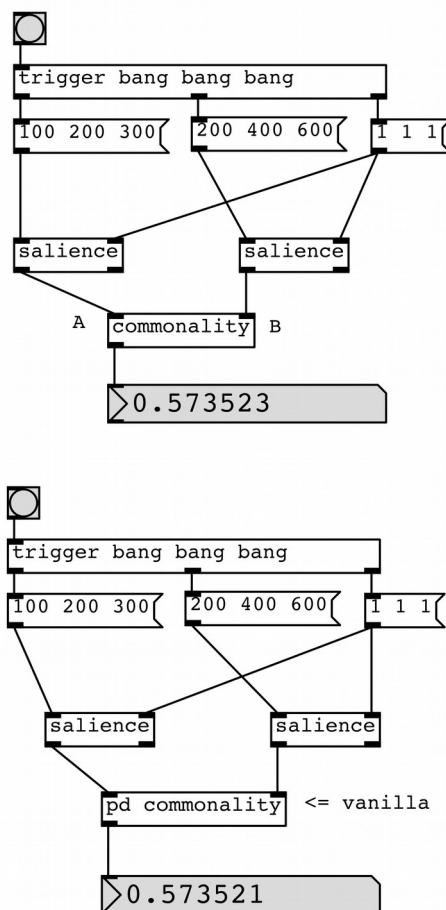 trigger bang bang bang
100 200 300
200 400 600
1 1 1
salience
salience
A
commonality
B
0.573523
trigger bang bang bang
100 200 300
200 400 600
1 1 1
salience
salience
pd commonality
<= vanilla
0.573521